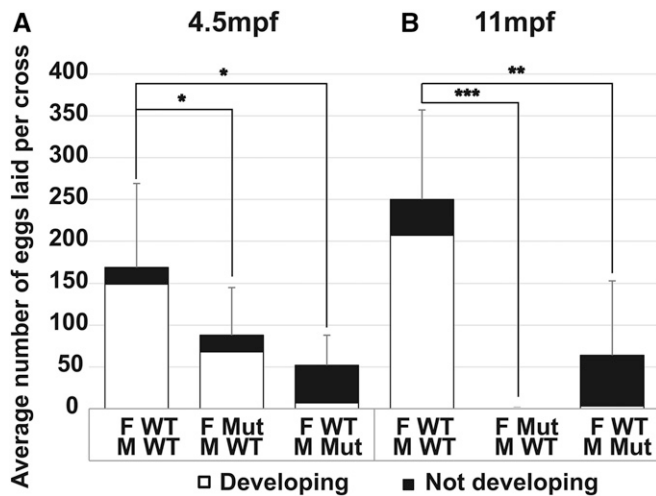 A 4.5mpf B 11mpf
Average number of eggs laid per cross
400
350
300
250
200
150
100
50
0
* * *** **
F WT F Mut F WT F WT F Mut F WT
M WT M WT M Mut M WT M WT M Mut
Developing Not developing